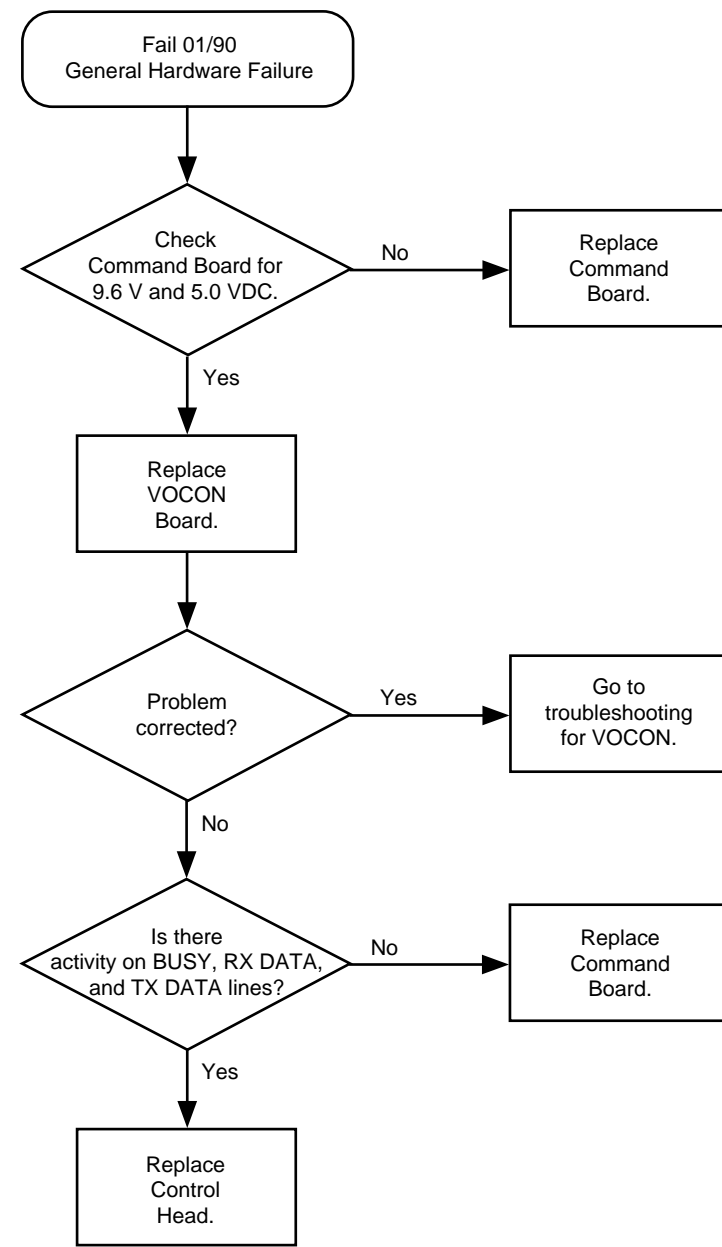 Fail 01/90
General Hardware Failure
Check
Command Board for
9.6 V and 5.0 VDC.
No
Replace
Command
Board.
Yes
Replace
VOCON
Board.
Problem
corrected?
Yes
Go to
troubleshooting
for VOCON.
No
Is there
activity on BUSY, RX DATA,
and TX DATA lines?
No
Replace
Command
Board.
Yes
Replace
Control
Head.